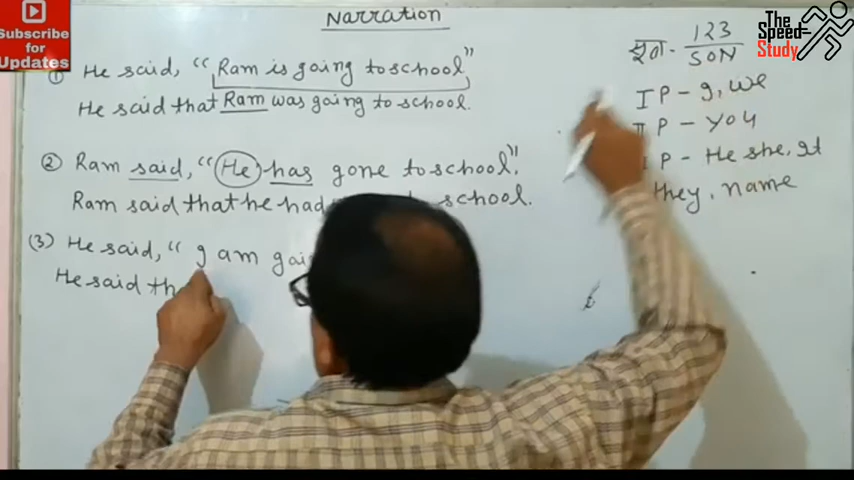 Subscribe
for
Updates
The
Speed
Study
Narration
सूत्र - 123
SON
① He said, "Ram is going to school"
He said that Ram was going to school.
② Ram said, "He has gone to school".
Ram said that he had school.
(3) He said, "I am
He said
I P - I, we
II P - You
P - He she, It
they, name